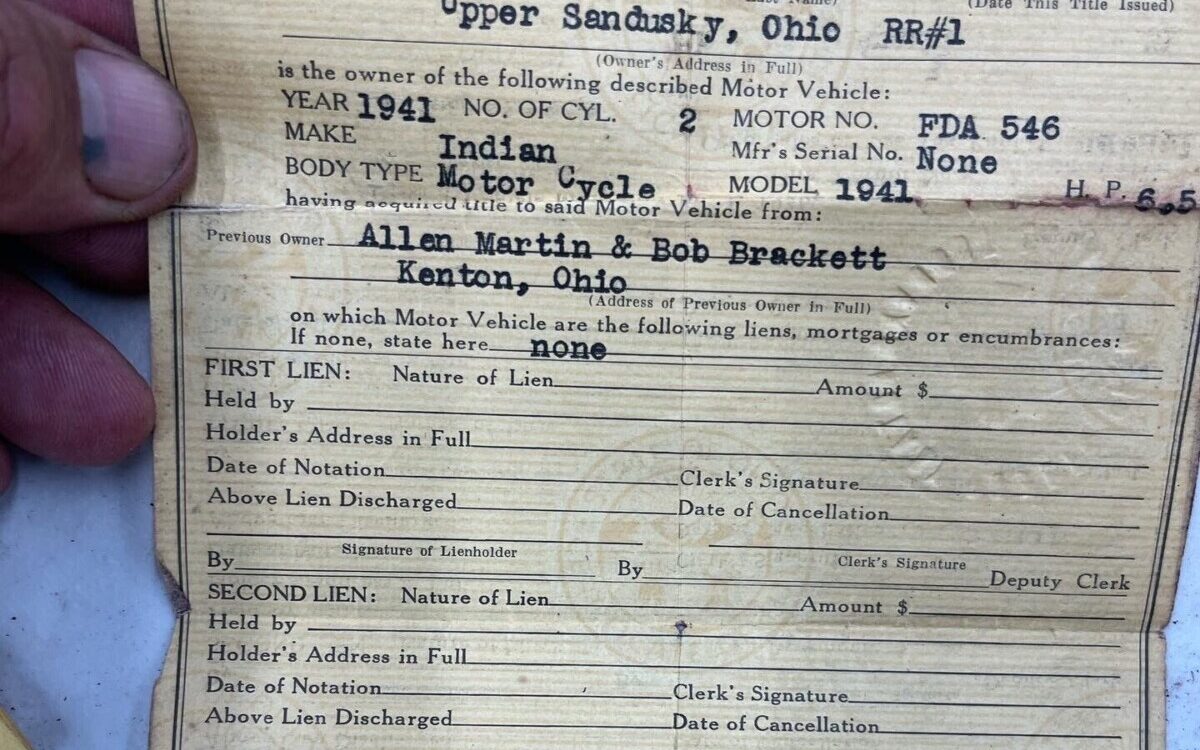 (Date This Title Issued)
Upper Sandusky, Ohio RR#1
(Owner's Address in Full)
is the owner of the following described Motor Vehicle:
YEAR 1941 NO. OF CYL. 2 MOTOR NO. FDA 546
MAKE Indian Mfr's Serial No. None
BODY TYPE Motor Cycle MODEL 1941 H. P. 6.5
having acquired title to said Motor Vehicle from:
Previous Owner Allen Martin & Bob Brackett
Kenton, Ohio
(Address of Previous Owner in Full)
on which Motor Vehicle are the following liens, mortgages or encumbrances:
If none, state here none
FIRST LIEN: Nature of Lien Amount $
Held by
Holder's Address in Full
Date of Notation Clerk's Signature
Above Lien Discharged Date of Cancellation
Signature of Lienholder Clerk's Signature
By By Deputy Clerk
SECOND LIEN: Nature of Lien Amount $
Held by
Holder's Address in Full
Date of Notation Clerk's Signature
Above Lien Discharged Date of Cancellation